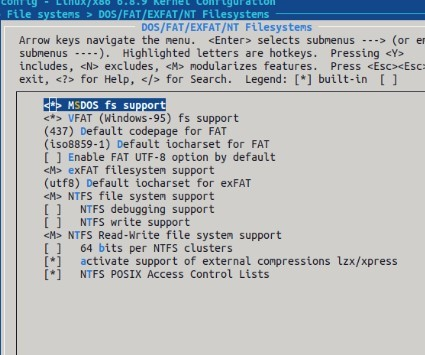 config - Linux/x86 6.8.9 Kernel Configuration
File systems > DOS/FAT/EXFAT/NT Filesystems
DOS/FAT/EXFAT/NT Filesystems
Arrow keys navigate the menu. <Enter> selects submenus ---> (or en
submenus ---). Highlighted letters are hotkeys. Pressing <Y>
includes, <N> excludes, <M> modularizes features. Press <Esc><Esc>
exit, <?> for Help, </> for Search. Legend: [*] built-in [ ]
<*> MSDOS fs support
<*> VFAT (Windows-95) fs support
(437) Default codepage for FAT
(iso8859-1) Default iocharset for FAT
[ ] Enable FAT UTF-8 option by default
<M> exFAT filesystem support
(utf8) Default iocharset for exFAT
<M> NTFS file system support
[ ] NTFS debugging support
[ ] NTFS write support
<M> NTFS Read-Write file system support
[ ] 64 bits per NTFS clusters
[*] activate support of external compressions lzx/xpress
[*] NTFS POSIX Access Control Lists